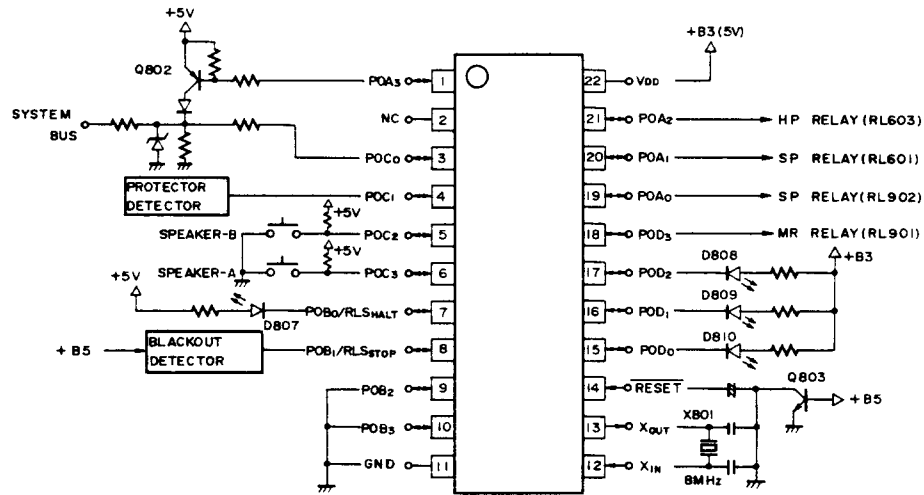 +5V
Q802
SYSTEM BUS
PROTECTOR DETECTOR
SPEAKER-B
+5V
SPEAKER-A
+5V
+5V
D807
+B5
BLACKOUT DETECTOR
POA3 1
NC 2
POC0 3
POC1 4
POC2 5
POC3 6
POB0/RLSHALT 7
POB1/RLSSTOP 8
POB2 9
POB3 10
GND 11
+B3(5V)
22 VDD
21 POA2 HP RELAY(RL603)
20 POA1 SP RELAY(RL601)
19 POA0 SP RELAY(RL902)
18 POD3 MR RELAY(RL901)
+B3
17 POD2 D808
16 POD1 D809
15 POD0 D810
14 RESET
Q803
+B5
13 XOUT X801
12 XIN 8MHz